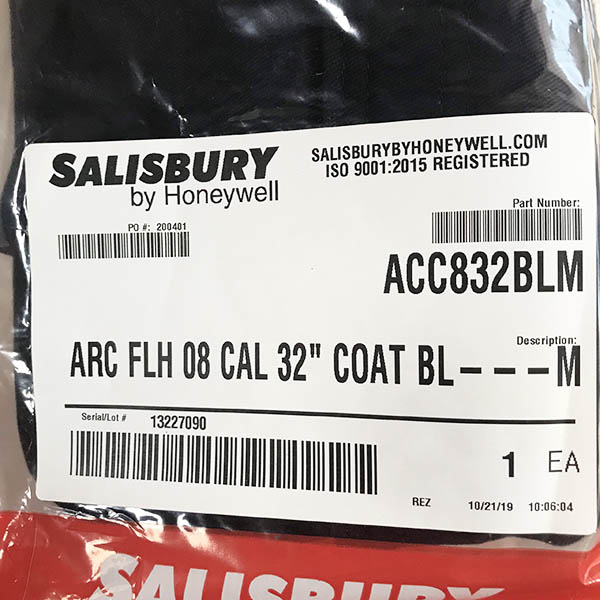 SALISBURY
by Honeywell
SALISBURYBYHONEYWELL.COM
ISO 9001:2015 REGISTERED
PO #: 200401
Part Number:
ACC832BLM
Description:
ARC FLH 08 CAL 32" COAT BL----M
Serial/Lot # 13227090
1 EA
REZ 10/21/19 10:06:04
SALISBURY